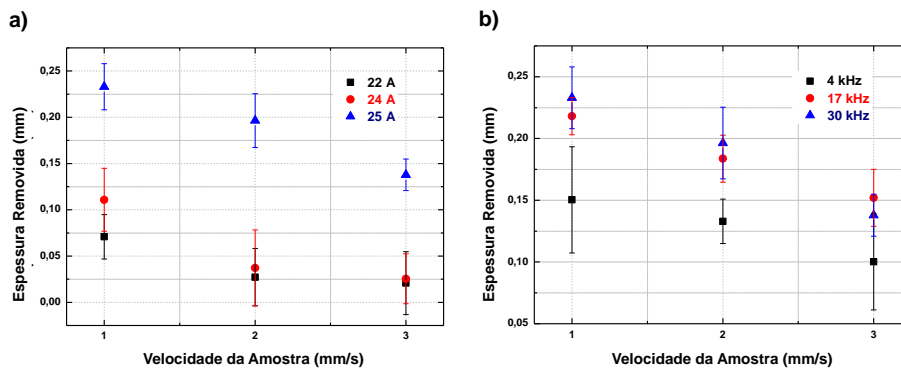 a)
Espessura Removida (mm)
0,25
0,20
0,15
0,10
0,05
0,00
22 A
24 A
25 A
1
2
3
Velocidade da Amostra (mm/s)
b)
Espessura Removida (mm)
0,25
0,20
0,15
0,10
0,05
4 kHz
17 kHz
30 kHz
1
2
3
Velocidade da Amostra (mm/s)